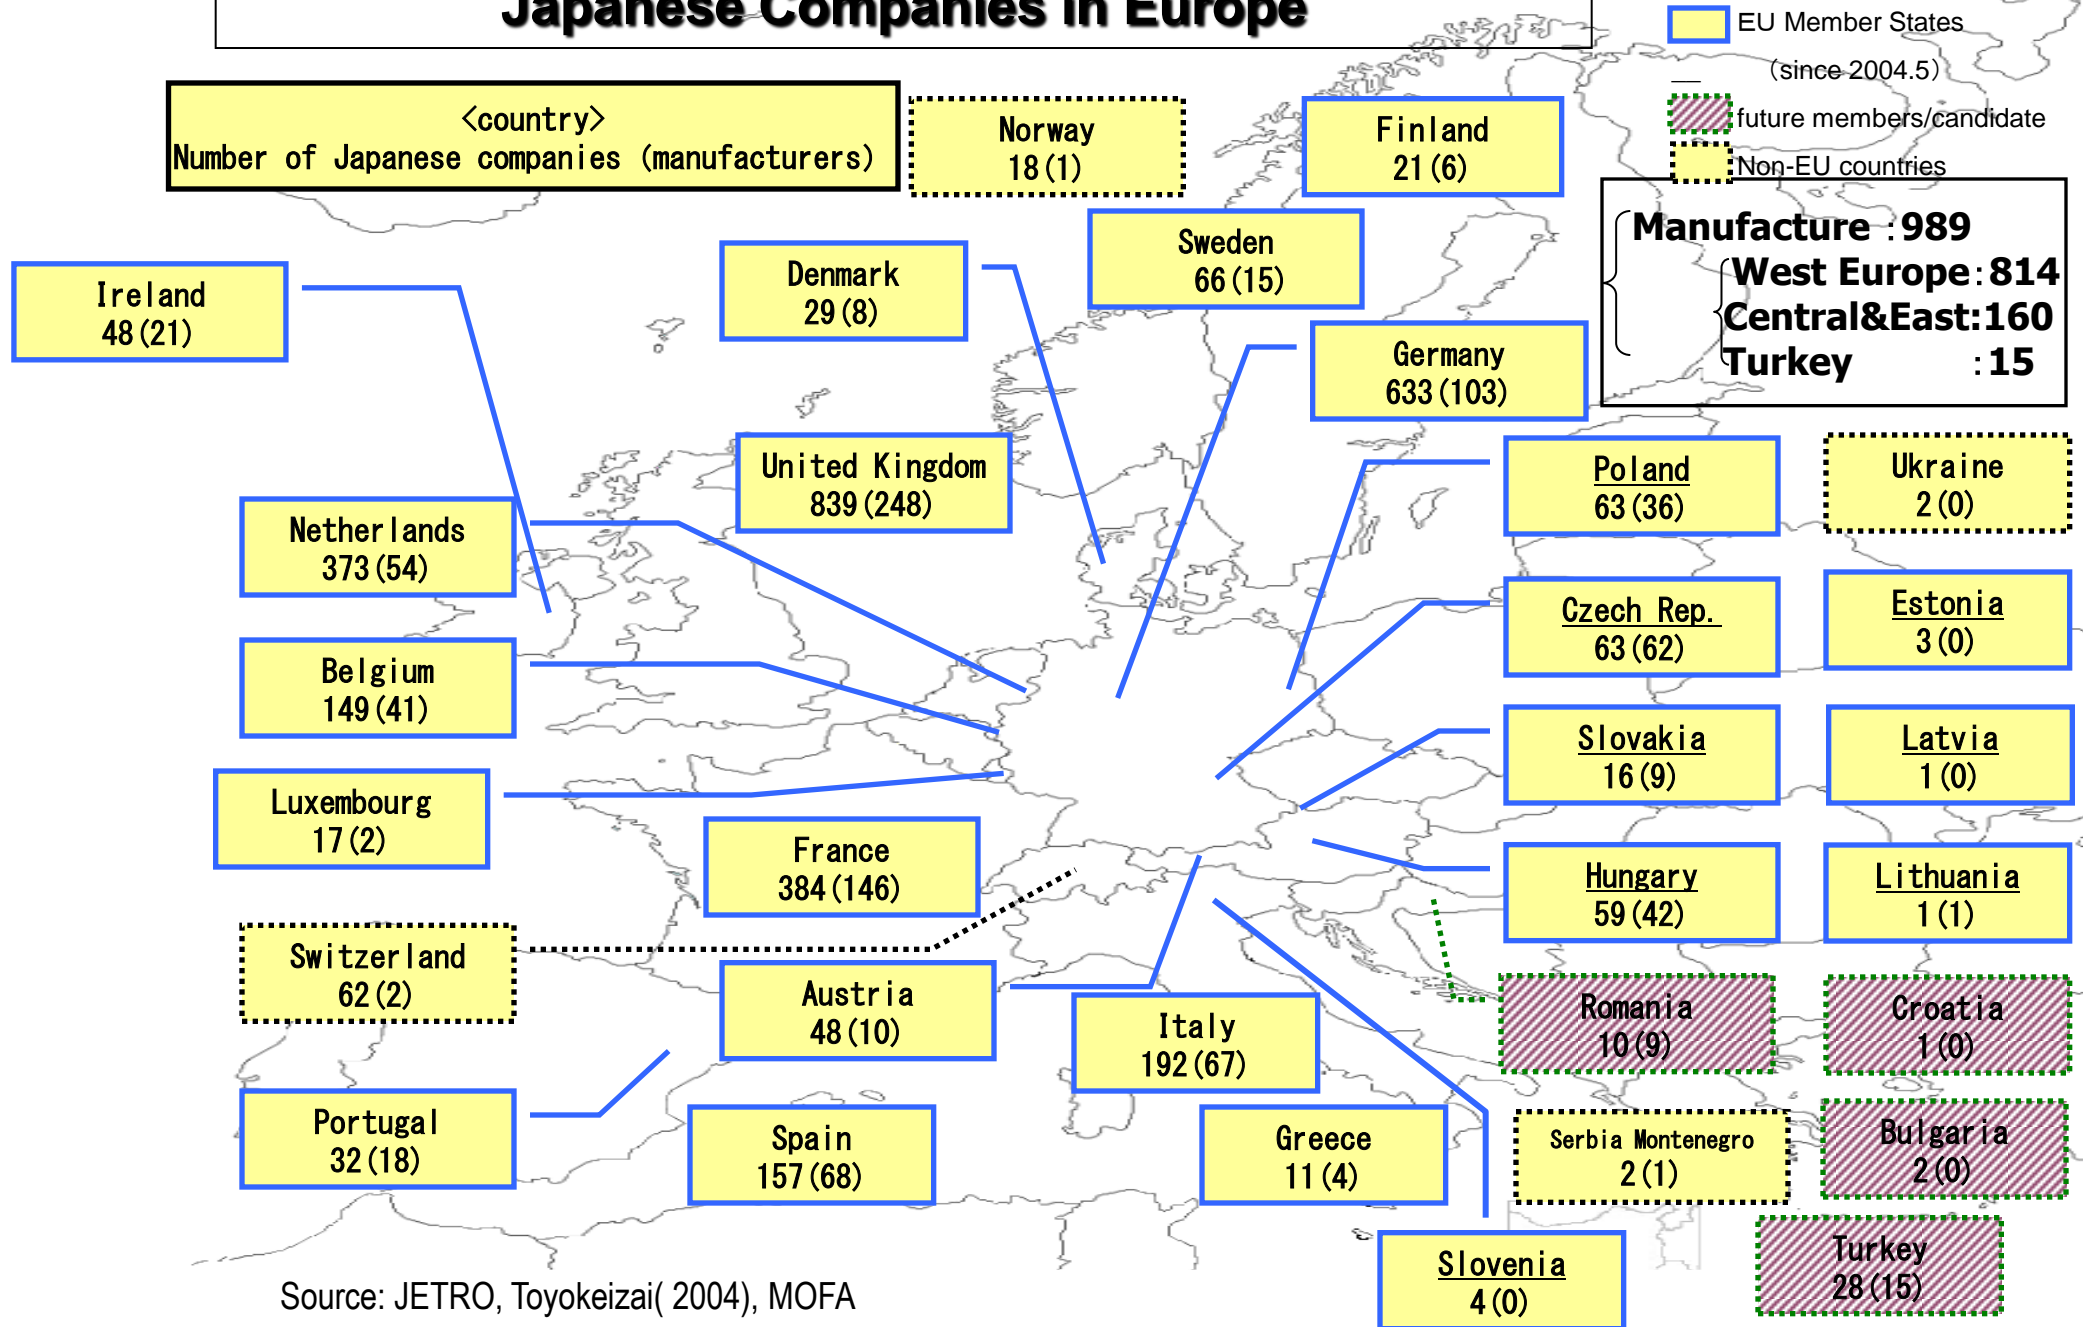 Japanese Companies in Europe
EU Member States
(since 2004.5)
future members/candidate
Non-EU countries
<country>
Number of Japanese companies (manufacturers)
Norway
18(1)
Finland
21(6)
Manufacture :989
West Europe:814
Central&East:160
Turkey :15
Sweden
66(15)
Denmark
29(8)
Ireland
48(21)
Germany
633(103)
United Kingdom
839(248)
Poland
63(36)
Ukraine
2(0)
Netherlands
373(54)
Czech Rep.
63(62)
Estonia
3(0)
Belgium
149(41)
Slovakia
16(9)
Latvia
1(0)
Luxembourg
17(2)
France
384(146)
Hungary
59(42)
Lithuania
1(1)
Switzerland
62(2)
Austria
48(10)
Italy
192(67)
Romania
10(9)
Croatia
1(0)
Portugal
32(18)
Spain
157(68)
Greece
11(4)
Serbia Montenegro
2(1)
Bulgaria
2(0)
Slovenia
4(0)
Turkey
28(15)
Source: JETRO, Toyokeizai( 2004), MOFA